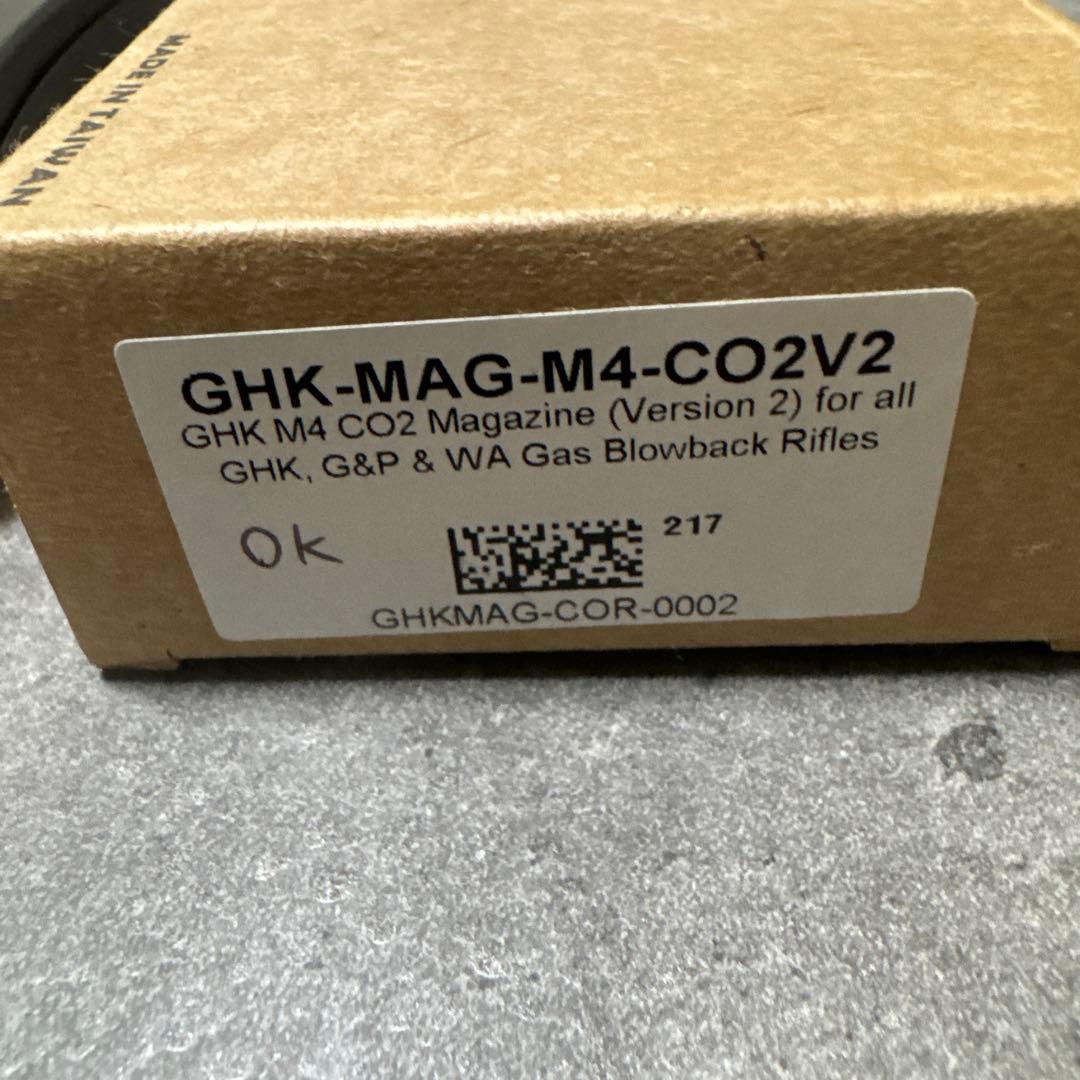 MADE IN TAIWAN
GHK-MAG-M4-CO2V2
GHK M4 CO2 Magazine (Version 2) for all
GHK, G&P & WA Gas Blowback Rifles
OK
217
GHKMAG-COR-0002